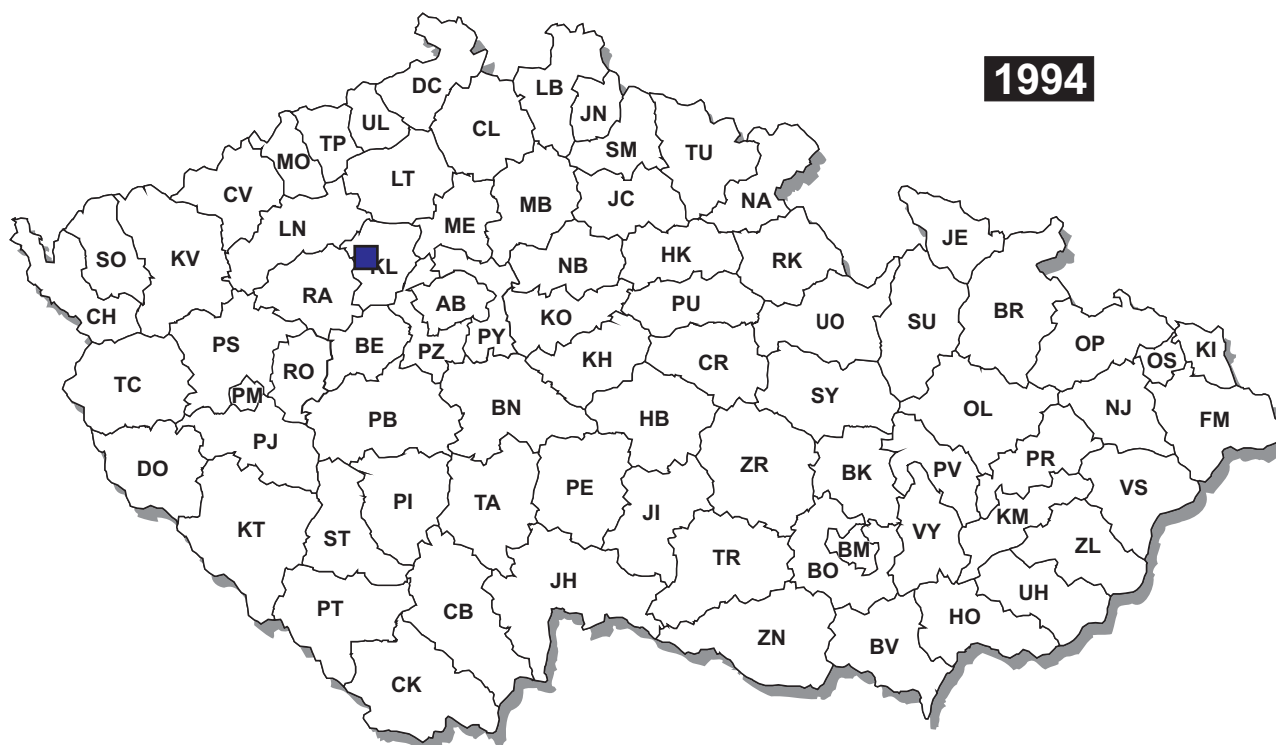 1994
DC
LB
JN
UL
CL
TP
MO
SM
TU
LT
CV
MB
JC
NA
ME
LN
JE
SO
KV
KL
NB
HK
RK
RA
AB
CH
KO
PU
UO
SU
BR
PS
BE
PZ
PY
OP
OS
KI
TC
RO
KH
CR
PM
PB
BN
HB
SY
OL
NJ
FM
PJ
DO
ZR
BK
PV
PR
VS
KT
PI
TA
PE
JI
KM
ST
VY
ZL
BM
TR
BO
JH
PT
CB
UH
HO
ZN
BV
CK